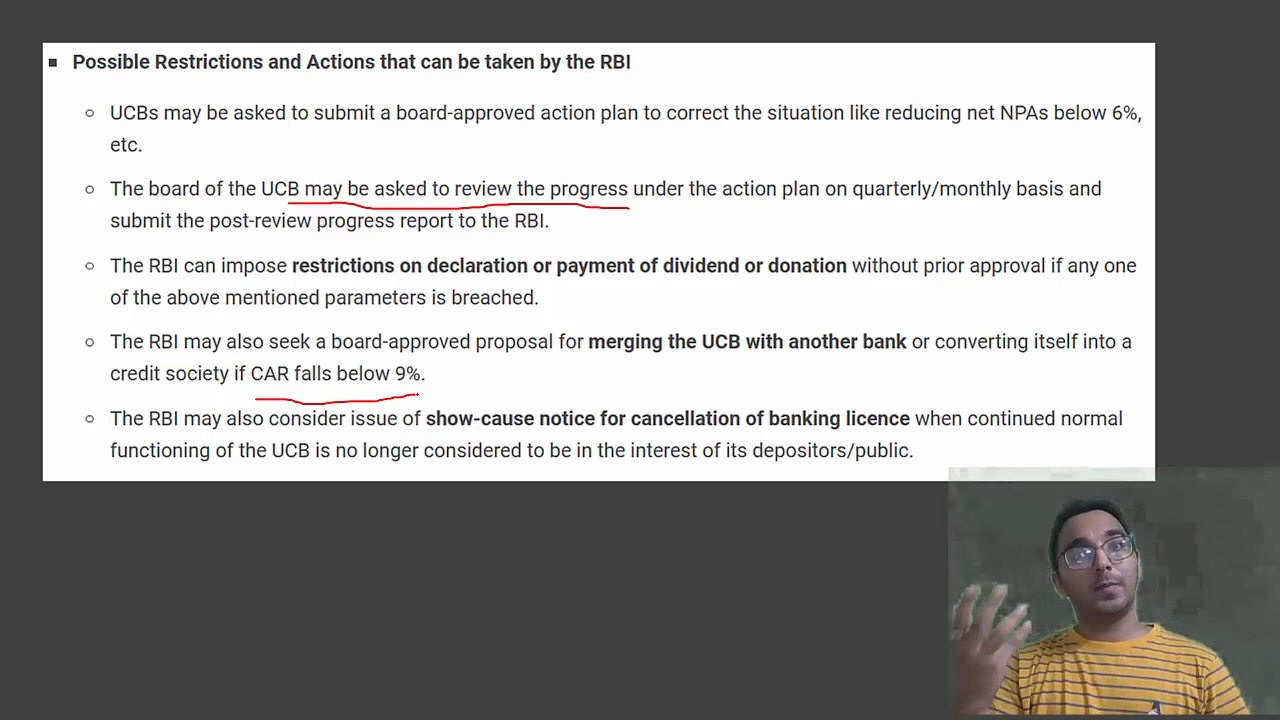 Possible Restrictions and Actions that can be taken by the RBI
UCBs may be asked to submit a board-approved action plan to correct the situation like reducing net NPAs below 6%,
etc.
The board of the UCB may be asked to review the progress under the action plan on quarterly/monthly basis and
submit the post-review progress report to the RBI.
The RBI can impose restrictions on declaration or payment of dividend or donation without prior approval if any one
of the above mentioned parameters is breached.
The RBI may also seek a board-approved proposal for merging the UCB with another bank or converting itself into a
credit society if CAR falls below 9%.
The RBI may also consider issue of show-cause notice for cancellation of banking licence when continued normal
functioning of the UCB is no longer considered to be in the interest of its depositors/public.